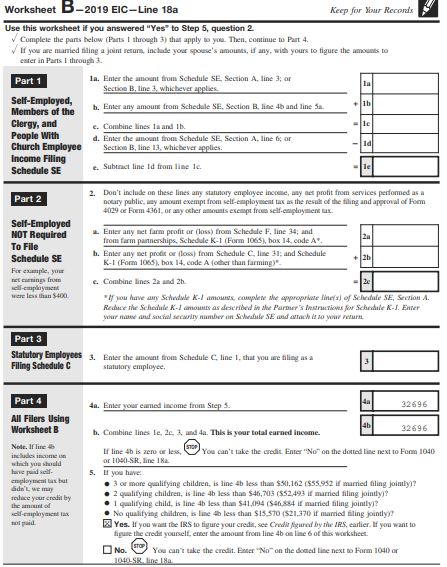 Worksheet B—2019 EIC—Line 18a
Keep for Your Records
Use this worksheet if you answered "Yes" to Step 5, question 2.
√ Complete the parts below (Parts 1 through 3) that apply to you. Then, continue to Part 4.
√ If you are married filing a joint return, include your spouse's amounts, if any, with yours to figure the amounts to
enter in Parts 1 through 3.
Part 1
Self-Employed,
Members of the
Clergy, and
People With
Church Employee
Income Filing
Schedule SE
1a. Enter the amount from Schedule SE, Section A, line 3; or
Section B, line 3, whichever applies.
1a
b. Enter any amount from Schedule SE, Section B, line 4b and line 5a.
+ 1b
c. Combine lines 1a and 1b.
= 1c
d. Enter the amount from Schedule SE, Section A, line 6; or
Section B, line 13, whichever applies.
– 1d
e. Subtract line 1d from line 1c.
= 1e
Part 2
Self-Employed
NOT Required
To File
Schedule SE
For example, your
net earnings from
self-employment
were less than $400.
2. Don't include on these lines any statutory employee income, any net profit from services performed as a
notary public, any amount exempt from self-employment tax as the result of the filing and approval of Form
4029 or Form 4361, or any other amounts exempt from self-employment tax.
a. Enter any net farm profit or (loss) from Schedule F, line 34; and
from farm partnerships, Schedule K-1 (Form 1065), box 14, code A*.
2a
b. Enter any net profit or (loss) from Schedule C, line 31; and Schedule
K-1 (Form 1065), box 14, code A (other than farming)*.
+ 2b
c. Combine lines 2a and 2b.
= 2c
*If you have any Schedule K-1 amounts, complete the appropriate line(s) of Schedule SE, Section A.
Reduce the Schedule K-1 amounts as described in the Partner's Instructions for Schedule K-1. Enter
your name and social security number on Schedule SE and attach it to your return.
Part 3
Statutory Employees
Filing Schedule C
3. Enter the amount from Schedule C, line 1, that you are filing as a
statutory employee.
3
Part 4
All Filers Using
Worksheet B
Note. If line 4b
includes income on
which you should
have paid self-
employment tax but
didn't, we may
reduce your credit by
the amount of
self-employment tax
not paid.
4a. Enter your earned income from Step 5.
4a 32696
b. Combine lines 1e, 2c, 3, and 4a. This is your total earned income.
4b 32696
If line 4b is zero or less, STOP You can't take the credit. Enter "No" on the dotted line next to Form 1040
or 1040-SR, line 18a.
5. If you have:
● 3 or more qualifying children, is line 4b less than $50,162 ($55,952 if married filing jointly)?
● 2 qualifying children, is line 4b less than $46,703 ($52,493 if married filing jointly)?
● 1 qualifying child, is line 4b less than $41,094 ($46,884 if married filing jointly)?
● No qualifying children, is line 4b less than $15,570 ($21,370 if married filing jointly)?
☒ Yes. If you want the IRS to figure your credit, see Credit figured by the IRS, earlier. If you want to
figure the credit yourself, enter the amount from line 4b on line 6 of this worksheet.
☐ No. STOP You can't take the credit. Enter "No" on the dotted line next to Form 1040 or
1040-SR, line 18a.